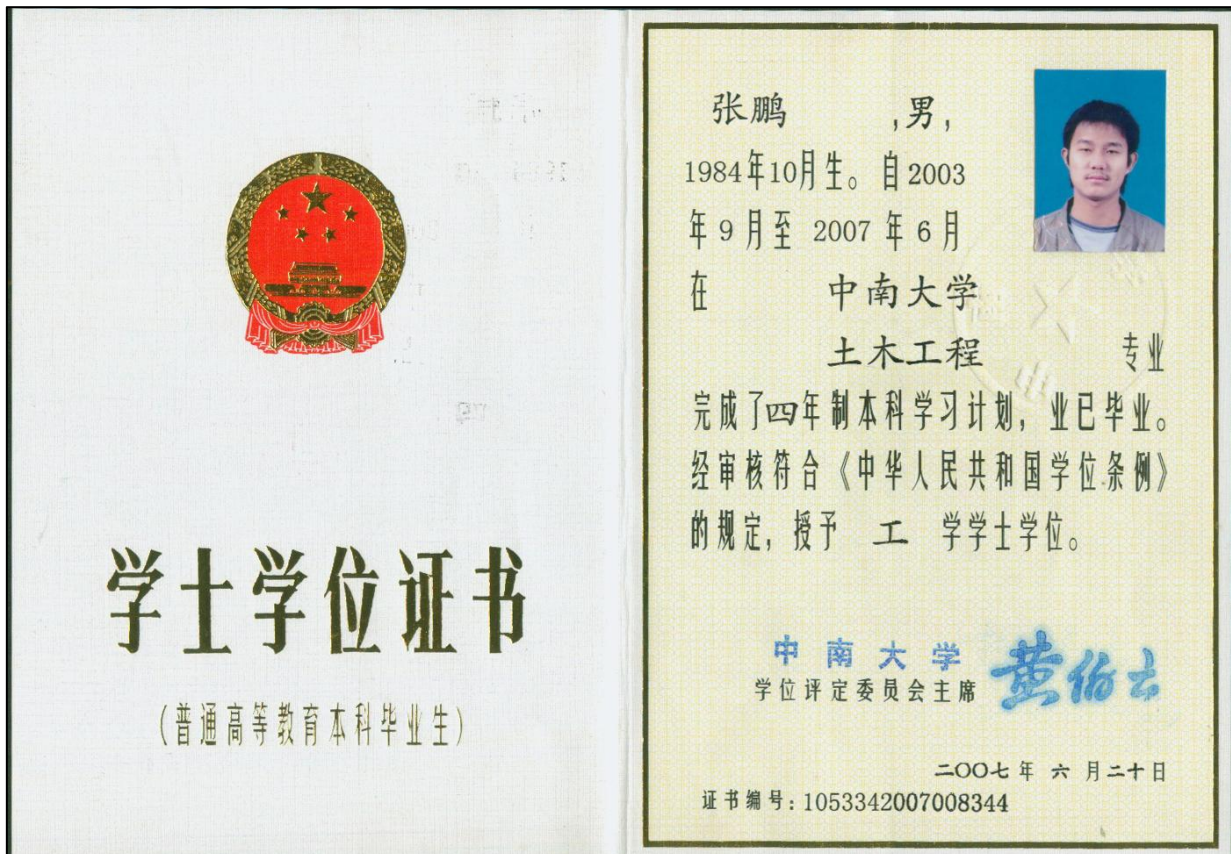 学士学位证书
(普通高等教育本科毕业生)
张鹏 ,男,
1984年10月生。自2003
年9月至 2007 年 6 月
在 中南大学
土木工程 专业
完成了四年制本科学习计划, 业已毕业。
经审核符合《中华人民共和国学位条例》
的规定, 授予 工 学学士学位。
中南大学
学位评定委员会主席 黄伯云
二〇〇七年 六 月二十日
证书编号: 1053342007008344